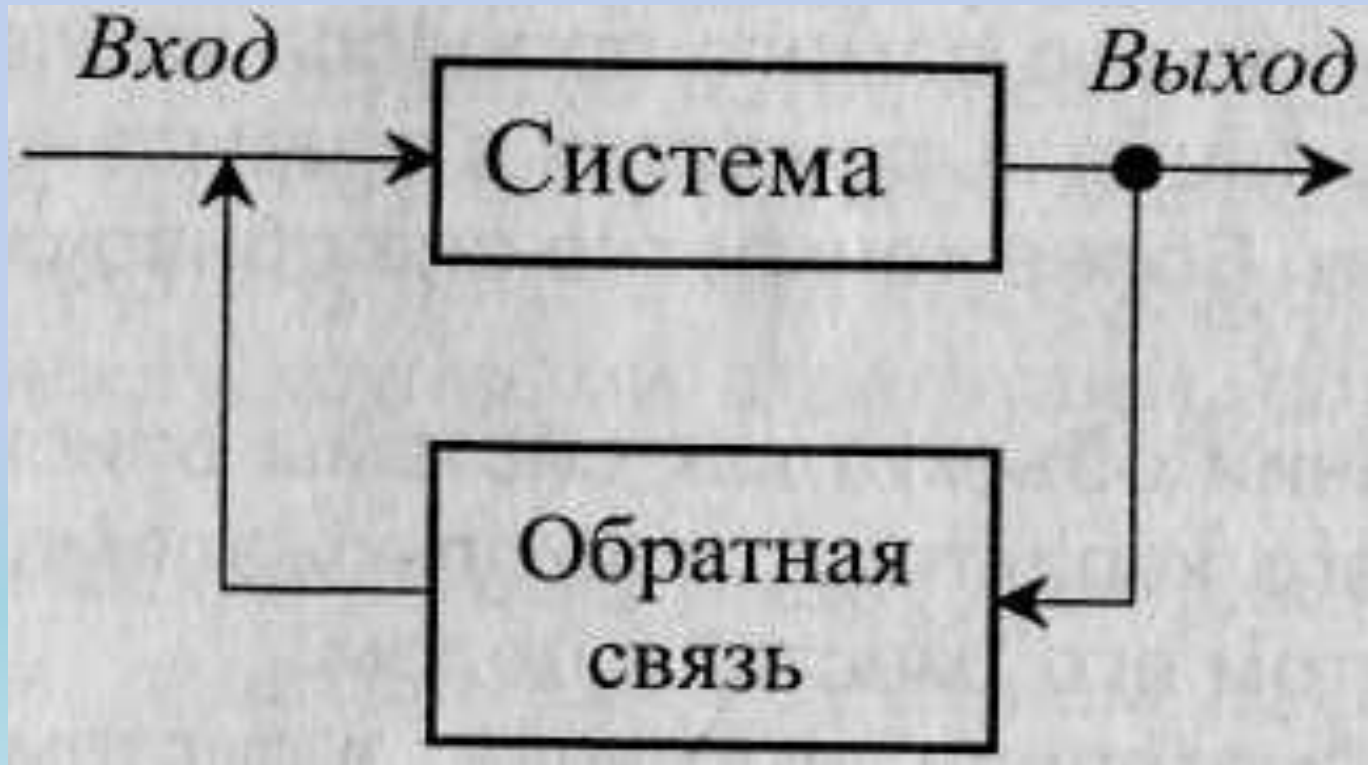 Вход
Выход
Система
Обратная
связь